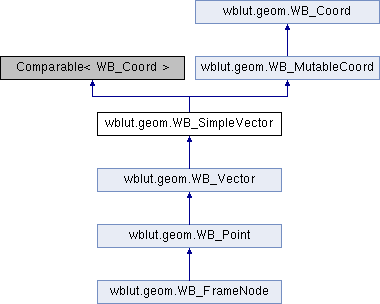 wblut.geom.WB_Coord
Comparable< WB_Coord >
wblut.geom.WB_MutableCoord
wblut.geom.WB_SimpleVector
wblut.geom.WB_Vector
wblut.geom.WB_Point
wblut.geom.WB_FrameNode